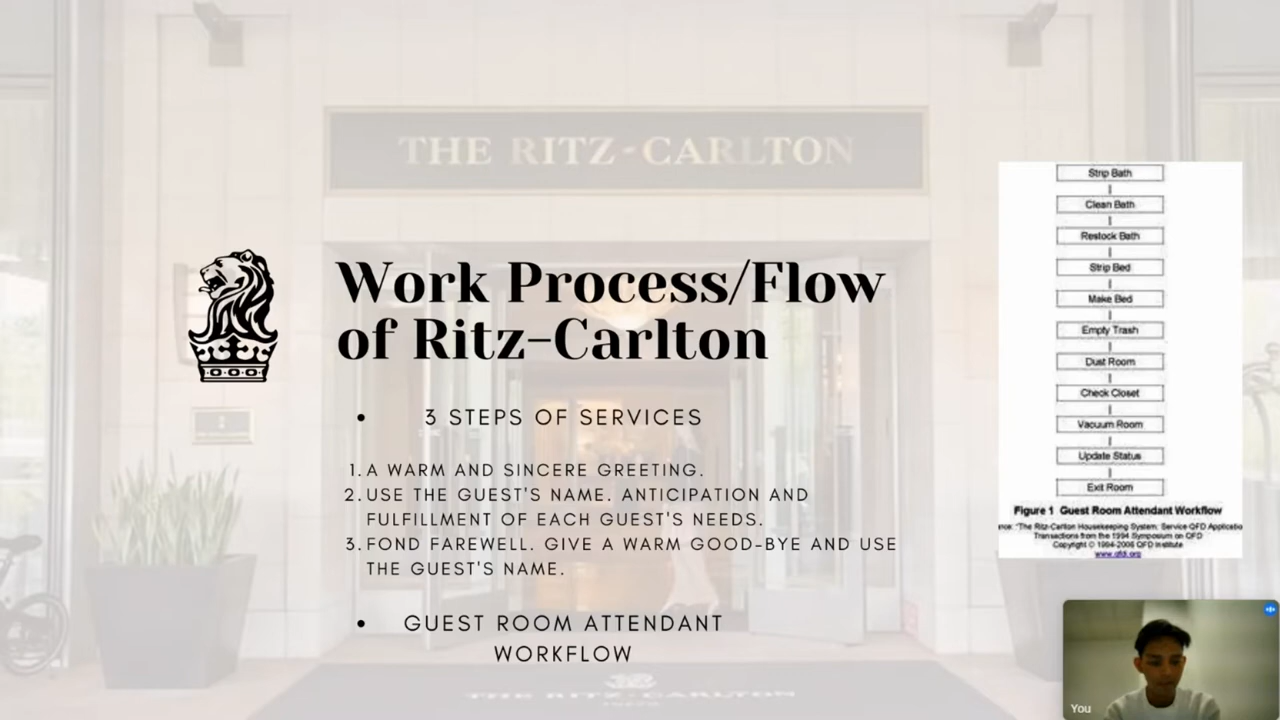 THE RITZ-CARLTON
Work Process/Flow
of Ritz-Carlton
• 3 STEPS OF SERVICES
1. A WARM AND SINCERE GREETING.
2. USE THE GUEST'S NAME. ANTICIPATION AND
FULFILLMENT OF EACH GUEST'S NEEDS.
3. FOND FAREWELL. GIVE A WARM GOOD-BYE AND USE
THE GUEST'S NAME.
• GUEST ROOM ATTENDANT
WORKFLOW
THE RITZ-CARLTON
Strip Bath
Clean Bath
Restock Bath
Strip Bed
Make Bed
Empty Trash
Dust Room
Check Closet
Vacuum Room
Update Status
Exit Room
Figure 1 Guest Room Attendant Workflow
"The Ritz-Carlton Housekeeping System: Service QFD Applicatio
Transactions from the 1994 Symposium on QFD
Copyright © 1994-2006 QFD Institute
www.qfdi.org
You